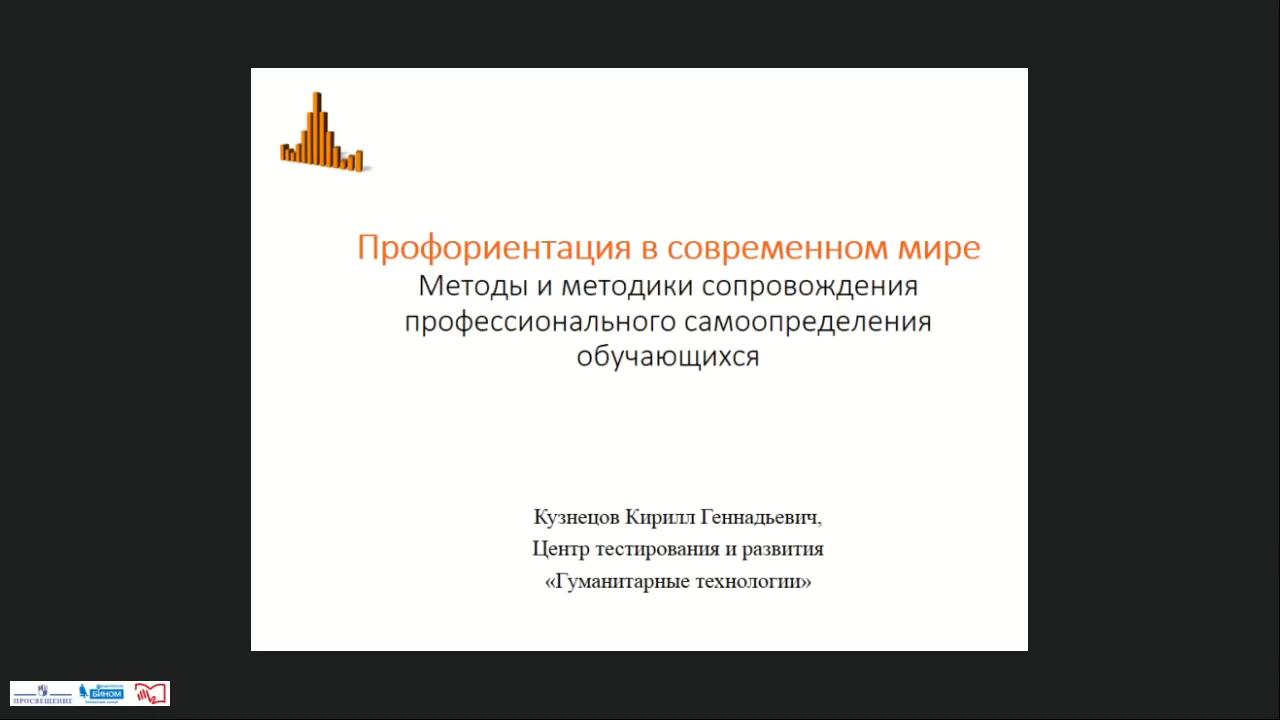 Профориентация в современном мире
Методы и методики сопровождения
профессионального самоопределения
обучающихся
Кузнецов Кирилл Геннадьевич,
Центр тестирования и развития
«Гуманитарные технологии»
ПРОСВЕЩЕНИЕ
БИНОМ